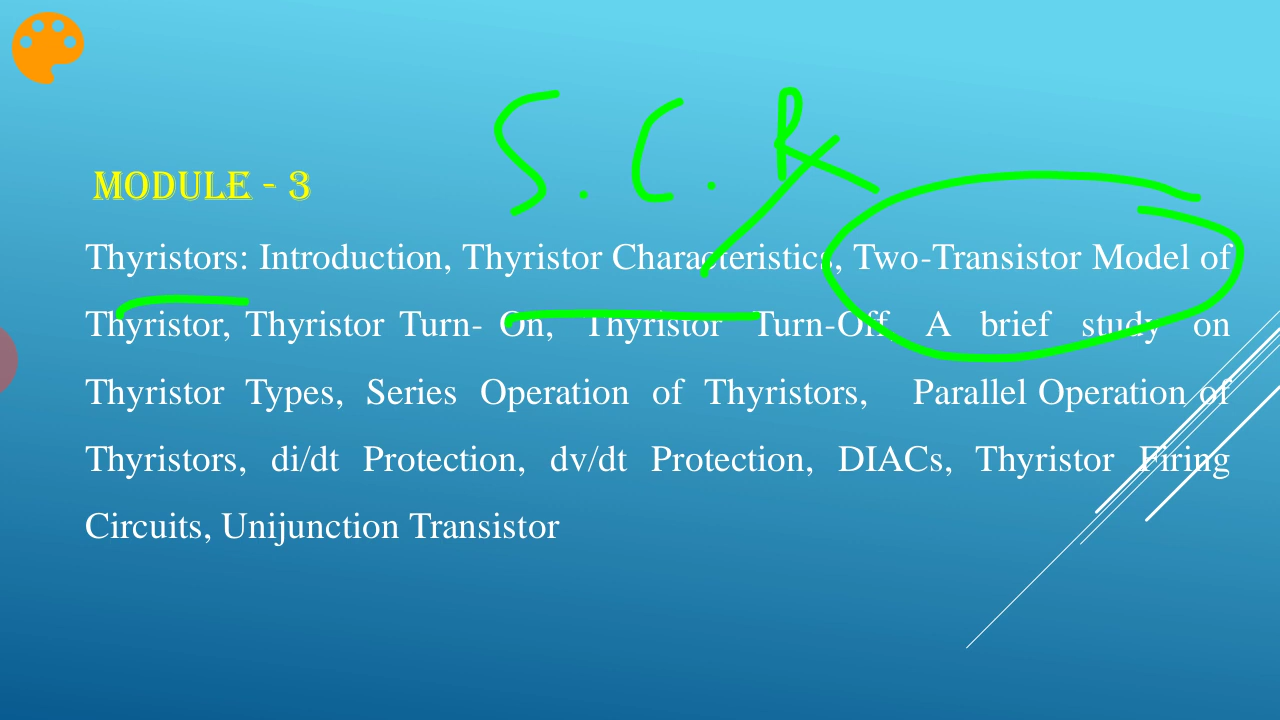 S.C.R
MODULE - 3
Thyristors: Introduction, Thyristor Characteristics, Two-Transistor Model of
Thyristor, Thyristor Turn- On, Thyristor Turn-Off, A brief study on
Thyristor Types, Series Operation of Thyristors, Parallel Operation of
Thyristors, di/dt Protection, dv/dt Protection, DIACs, Thyristor Firing
Circuits, Unijunction Transistor